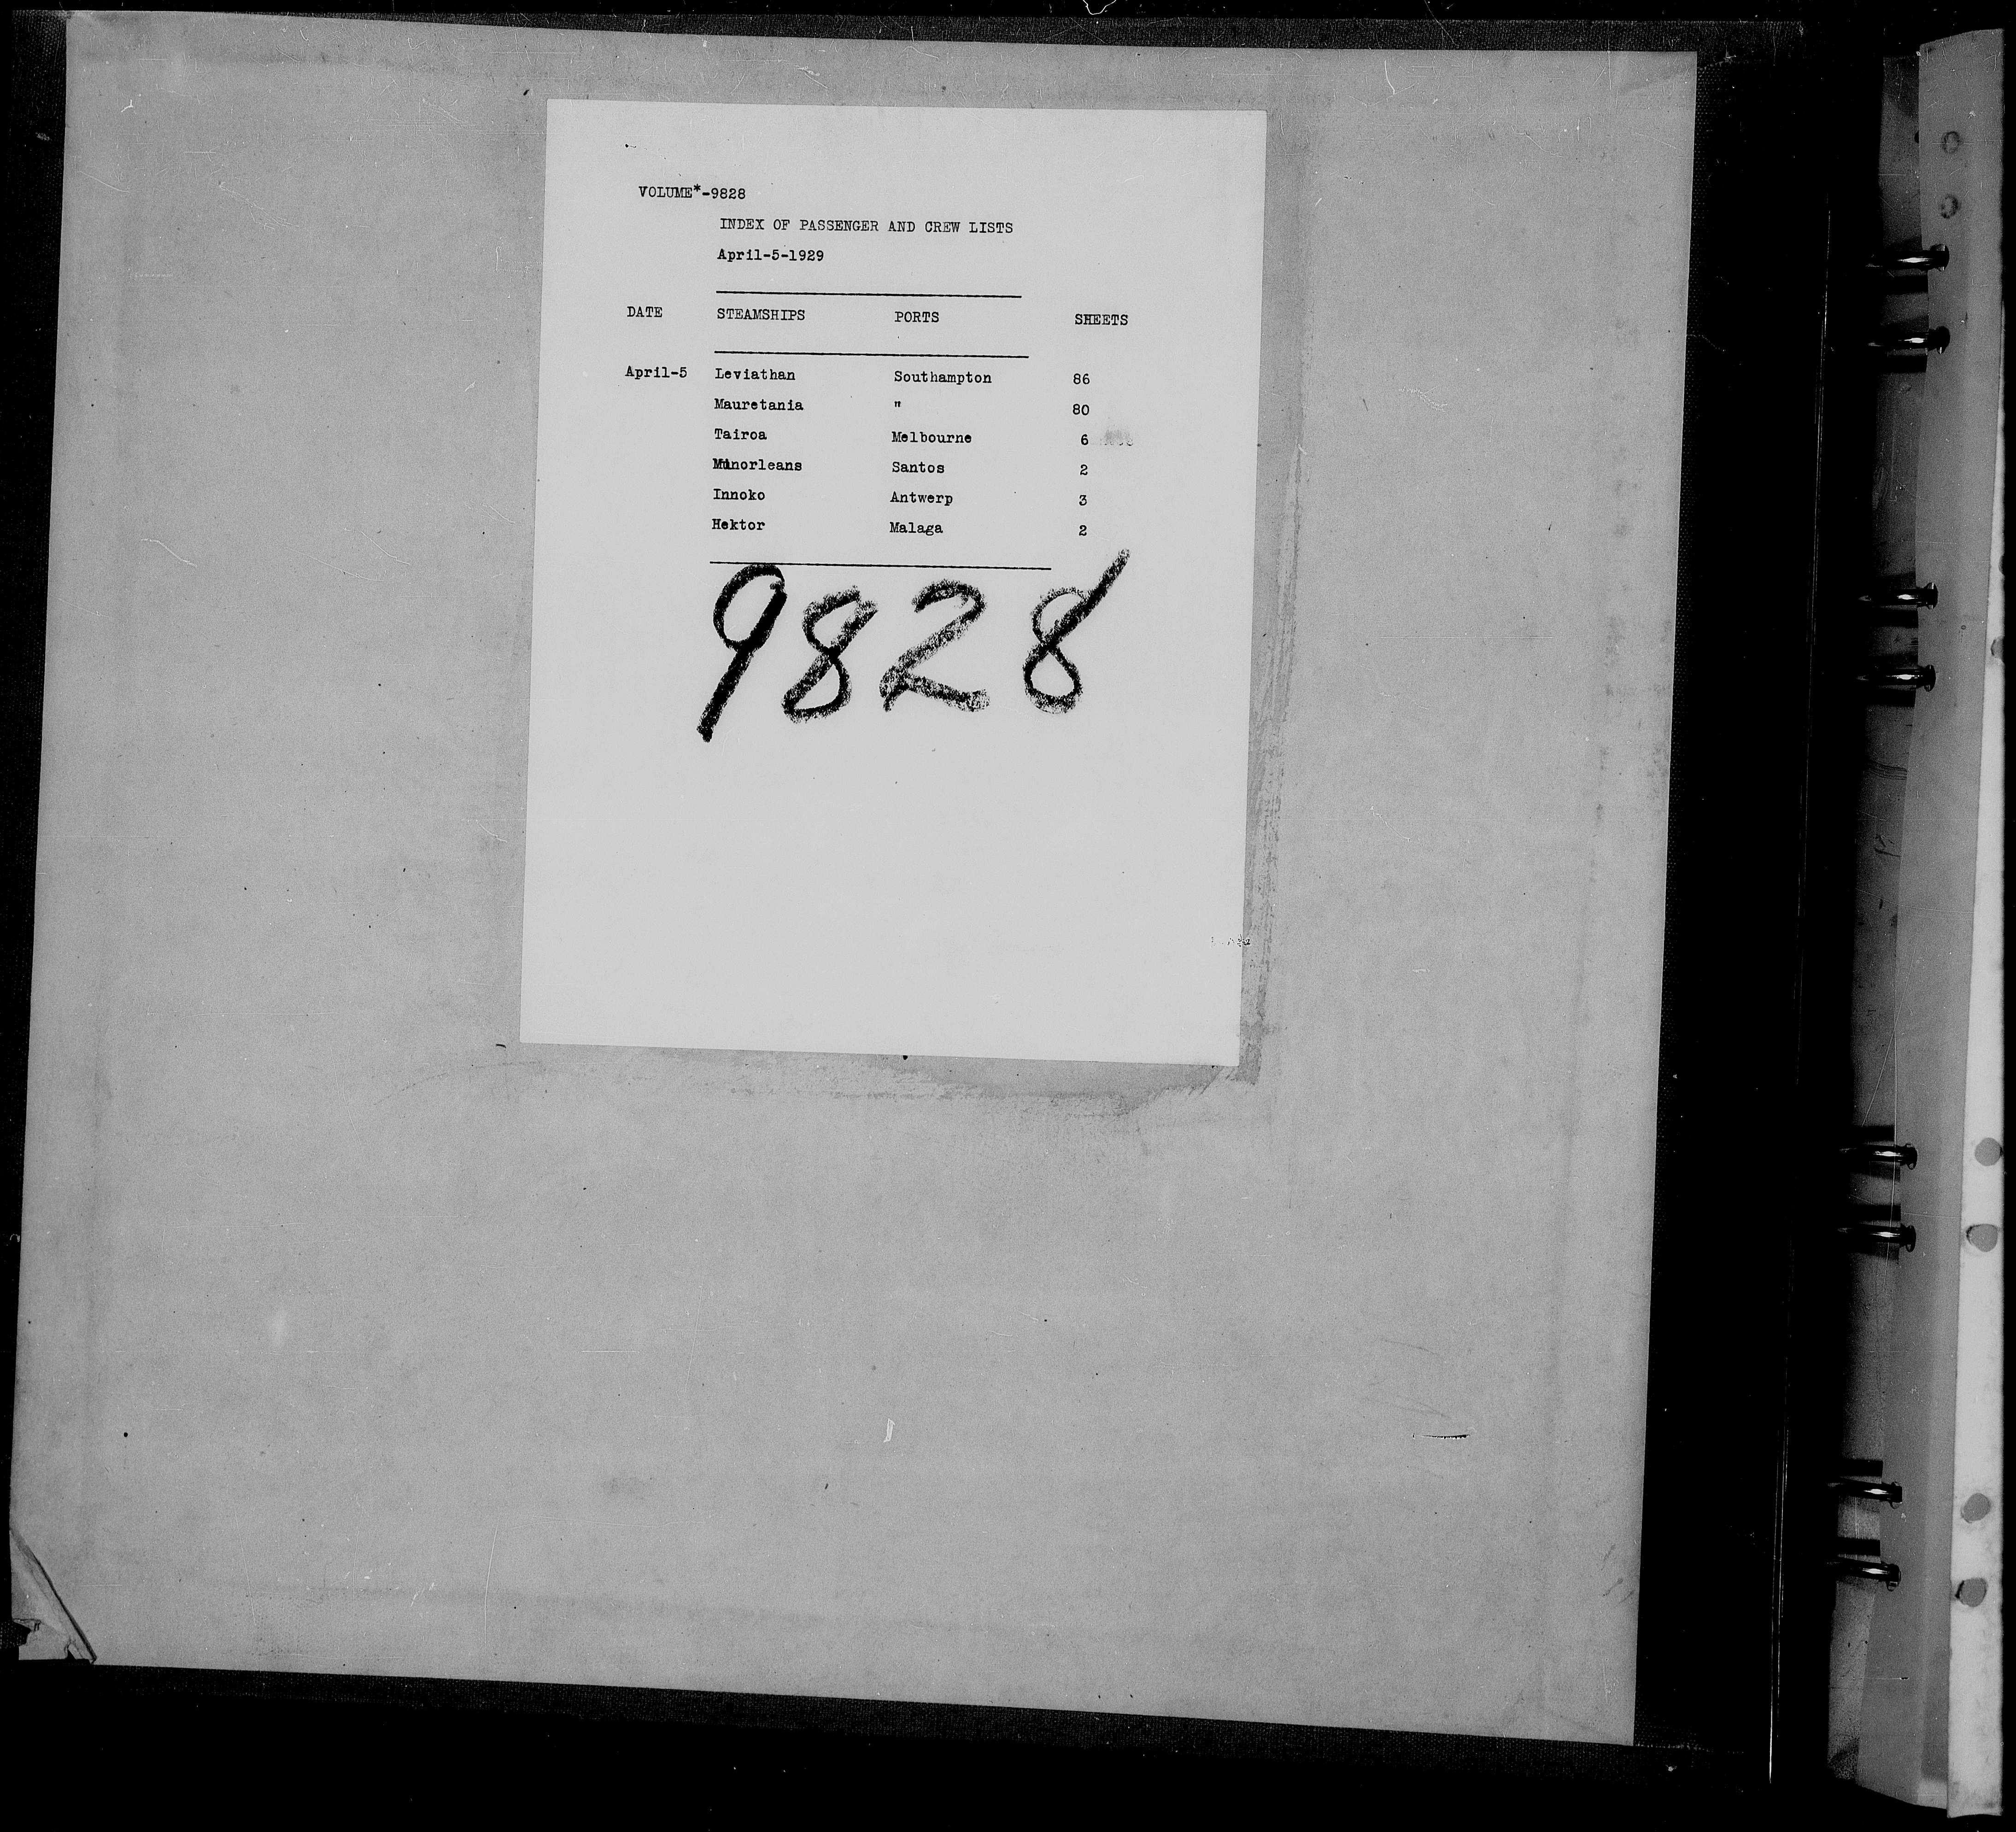 VOLUME*-9828
INDEX OF PASSENGER AND CREW LISTS
April-5-1929
DATE STEAMSHIPS PORTS SHEETS
April-5 Leviathan Southampton 86
Mauretania " 80
Tairoa Melbourne 6
Munorleans Santos 2
Innoko Antwerp 3
Hektor Malaga 2
9828